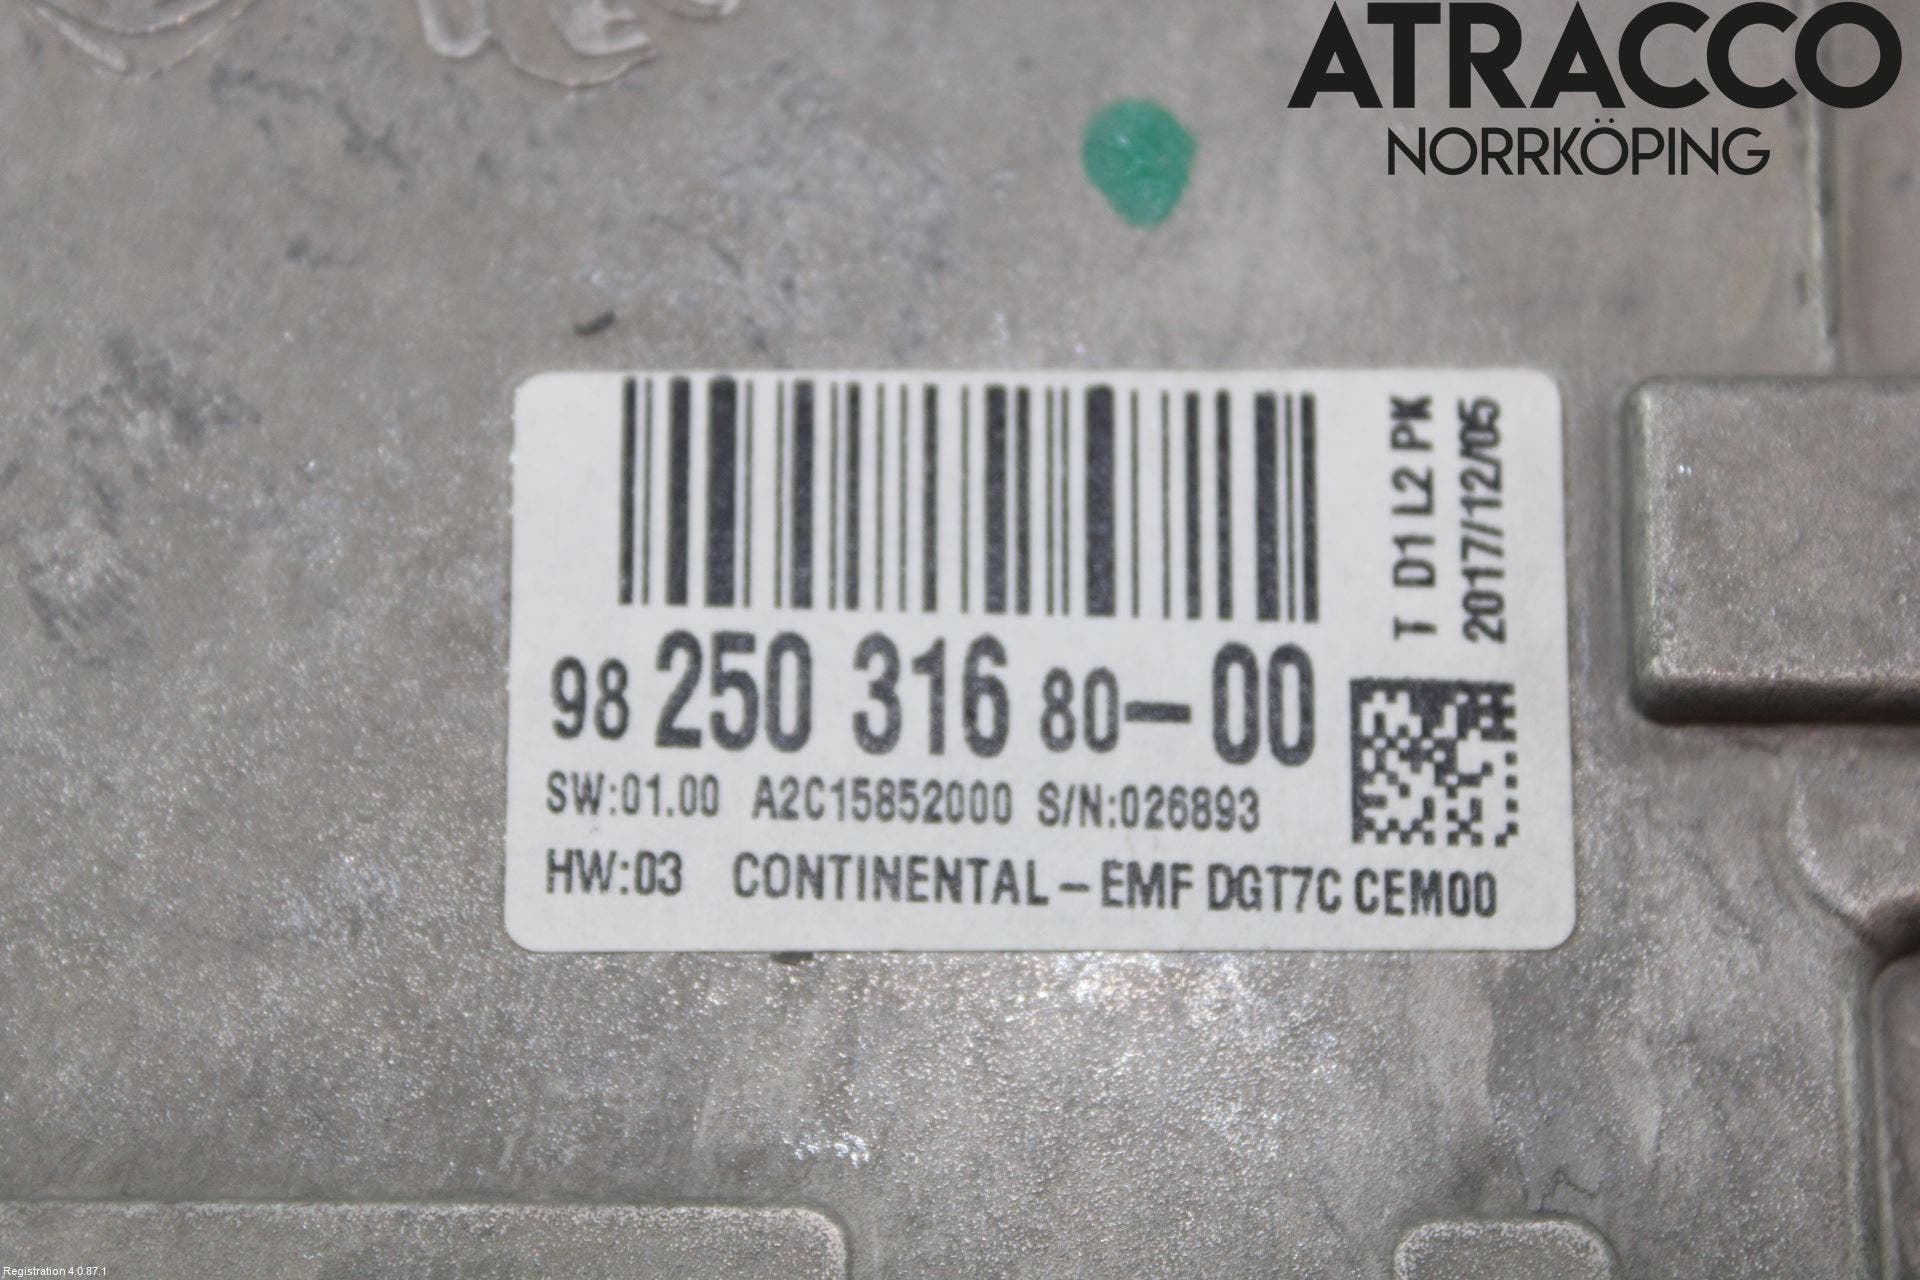 ATRACCO
NORRKÖPING
T D1 L2 PK
2017/12/05
98 250 316 80-00
SW:01.00 A2C15852000 S/N:026893
HW:03 CONTINENTAL-EMF DGT7C CEM00
Registration 4.0.87.1